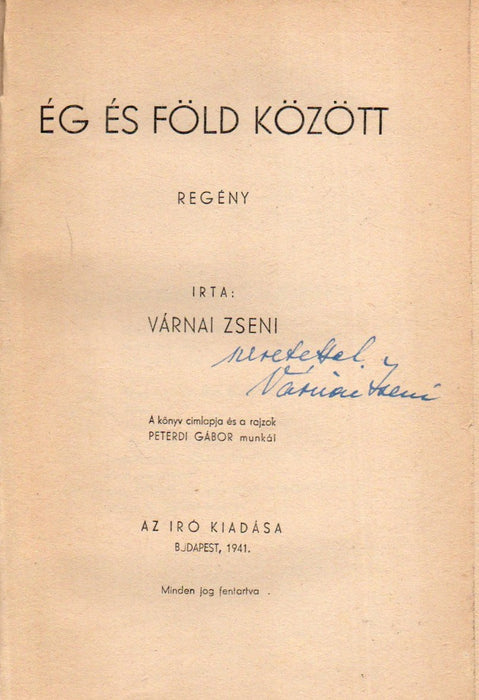 ÉG ÉS FÖLD KÖZÖTT
REGÉNY
IRTA:
VÁRNAI ZSENI
szeretettel
Várnai Zseni
A könyv cimlapja és a rajzok
PETERDI GÁBOR munkái
AZ IRÓ KIADÁSA
BUDAPEST, 1941.
Minden jog fentartva.